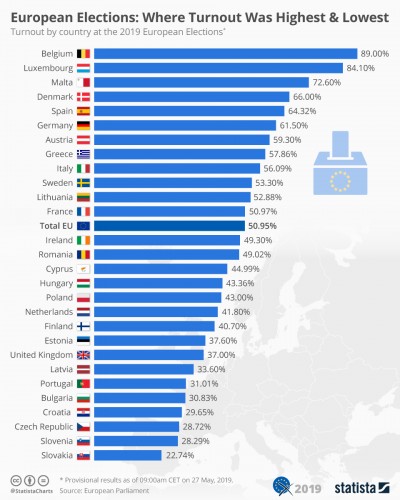 European Elections: Where Turnout Was Highest & Lowest
Turnout by country at the 2019 European Elections*
Belgium 89.00%
Luxembourg 84.10%
Malta 72.60%
Denmark 66.00%
Spain 64.32%
Germany 61.50%
Austria 59.30%
Greece 57.86%
Italy 56.09%
Sweden 53.30%
Lithuania 52.88%
France 50.97%
Total EU 50.95%
Ireland 49.30%
Romania 49.02%
Cyprus 44.99%
Hungary 43.36%
Poland 43.00%
Netherlands 41.80%
Finland 40.70%
Estonia 37.60%
United Kingdom 37.00%
Latvia 33.60%
Portugal 31.01%
Bulgaria 30.83%
Croatia 29.65%
Czech Republic 28.72%
Slovenia 28.29%
Slovakia 22.74%
* Provisional results as of 09:00am CET on 27 May, 2019.
@StatistaCharts Source: European Parliament
2019
statista